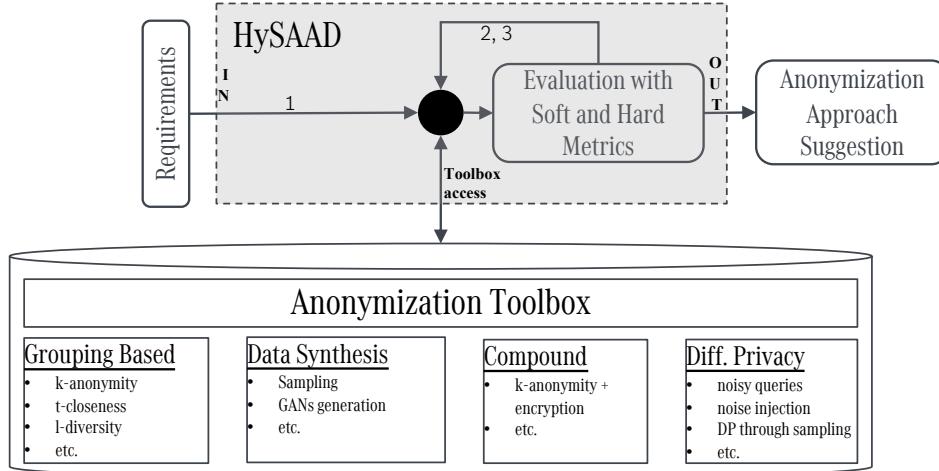 HySAAD
2, 3
Requirements
I
N
1
Evaluation with
Soft and Hard
Metrics
O
U
T
Anonymization
Approach
Suggestion
Toolbox
access
Anonymization Toolbox
Grouping Based
• k-anonymity
• t-closeness
• l-diversity
• etc.
Data Synthesis
• Sampling
• GANs generation
• etc.
Compound
• k-anonymity +
encryption
• etc.
Diff. Privacy
• noisy queries
• noise injection
• DP through sampling
• etc.